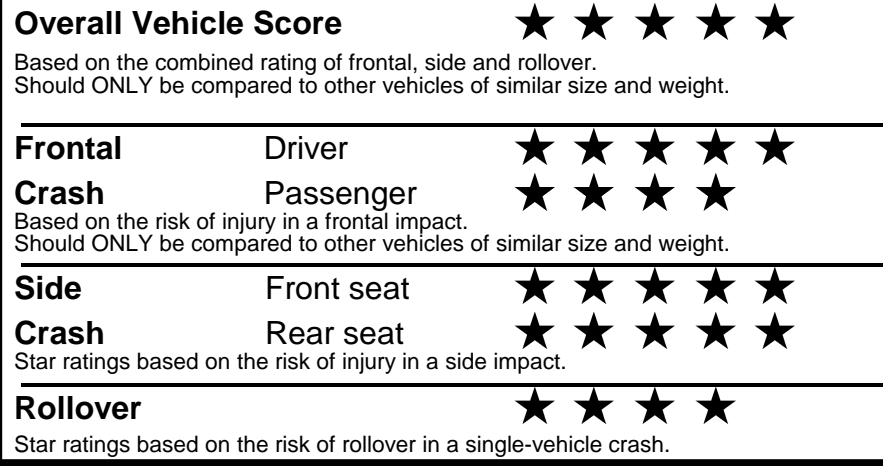 Overall Vehicle Score ★ ★ ★ ★ ★
Based on the combined rating of frontal, side and rollover.
Should ONLY be compared to other vehicles of similar size and weight.
Frontal Driver ★ ★ ★ ★ ★
Crash Passenger ★ ★ ★ ★
Based on the risk of injury in a frontal impact.
Should ONLY be compared to other vehicles of similar size and weight.
Side Front seat ★ ★ ★ ★ ★
Crash Rear seat ★ ★ ★ ★ ★
Star ratings based on the risk of injury in a side impact.
Rollover ★ ★ ★ ★
Star ratings based on the risk of rollover in a single-vehicle crash.